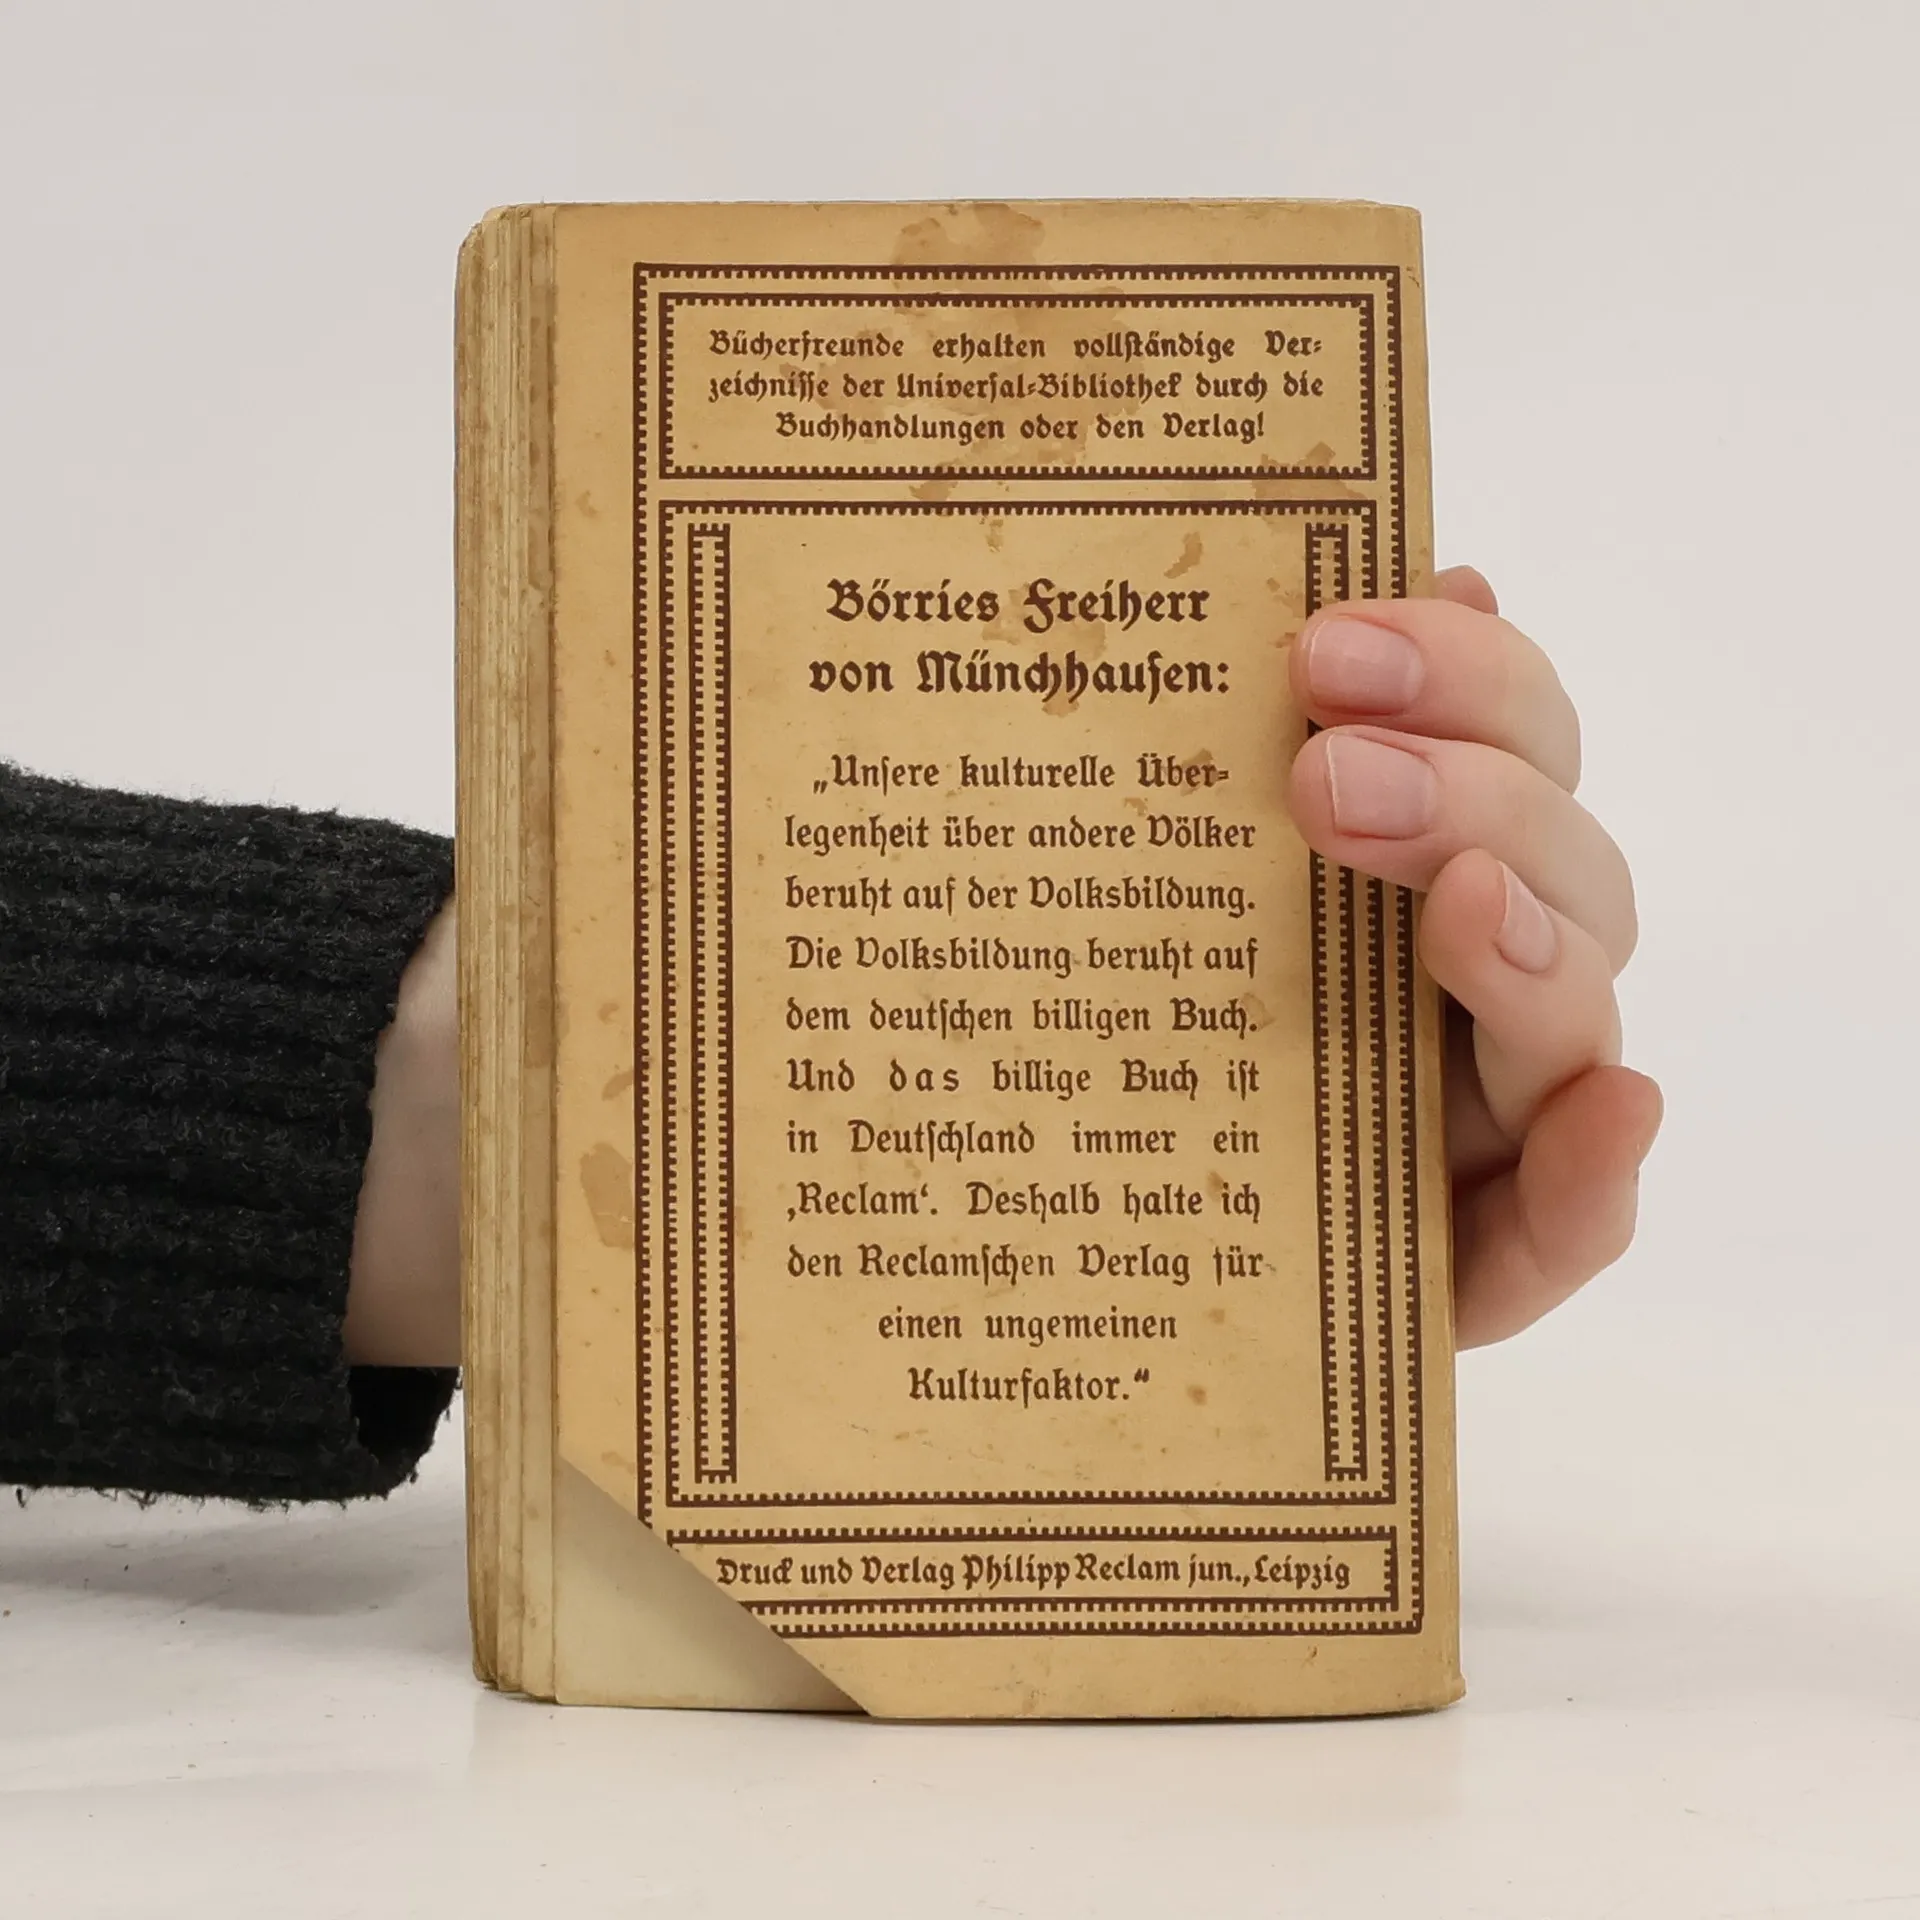 Bücherfreunde erhalten vollständige Ver-
zeichnisse der Universal-Bibliothek durch die
Buchhandlungen oder den Verlag!
Börries Freiherr
von Münchhausen:
„Unsere kulturelle Über-
legenheit über andere Völker
beruht auf der Volksbildung.
Die Volksbildung beruht auf
dem deutschen billigen Buch.
Und das billige Buch ist
in Deutschland immer ein
‚Reclam‘. Deshalb halte ich
den Reclamschen Verlag für
einen ungemeinen
Kulturfaktor.“
Druck und Verlag Philipp Reclam jun., Leipzig